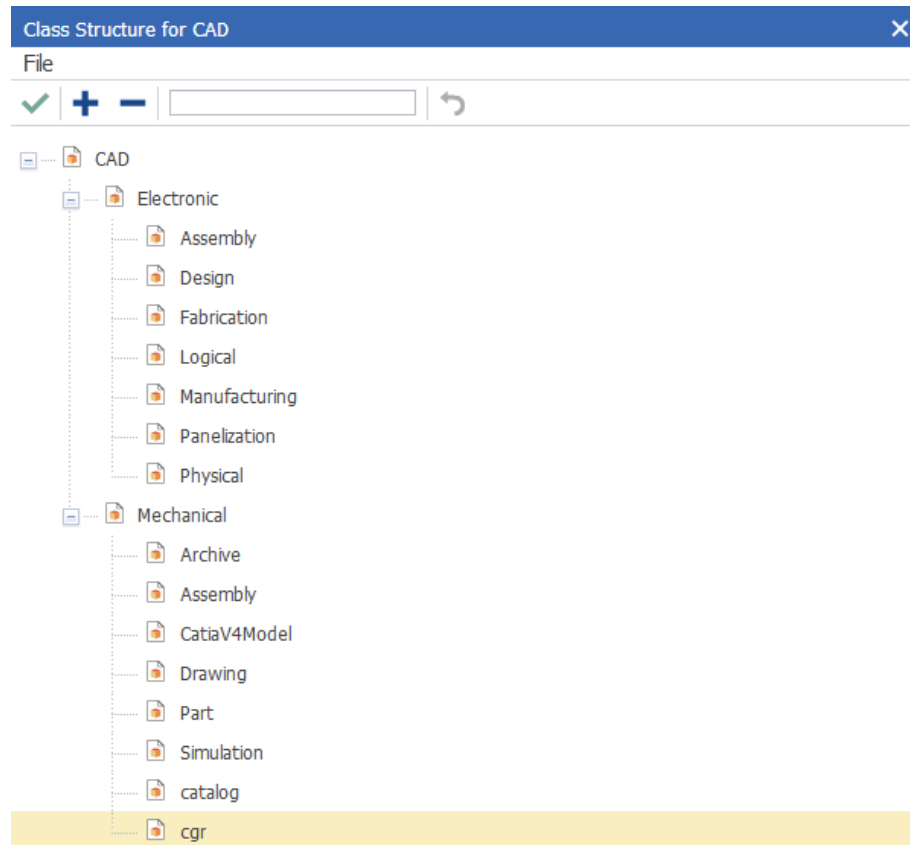 Class Structure for CAD
File
CAD
Electronic
Assembly
Design
Fabrication
Logical
Manufacturing
Panelization
Physical
Mechanical
Archive
Assembly
CatiaV4Model
Drawing
Part
Simulation
catalog
cgr